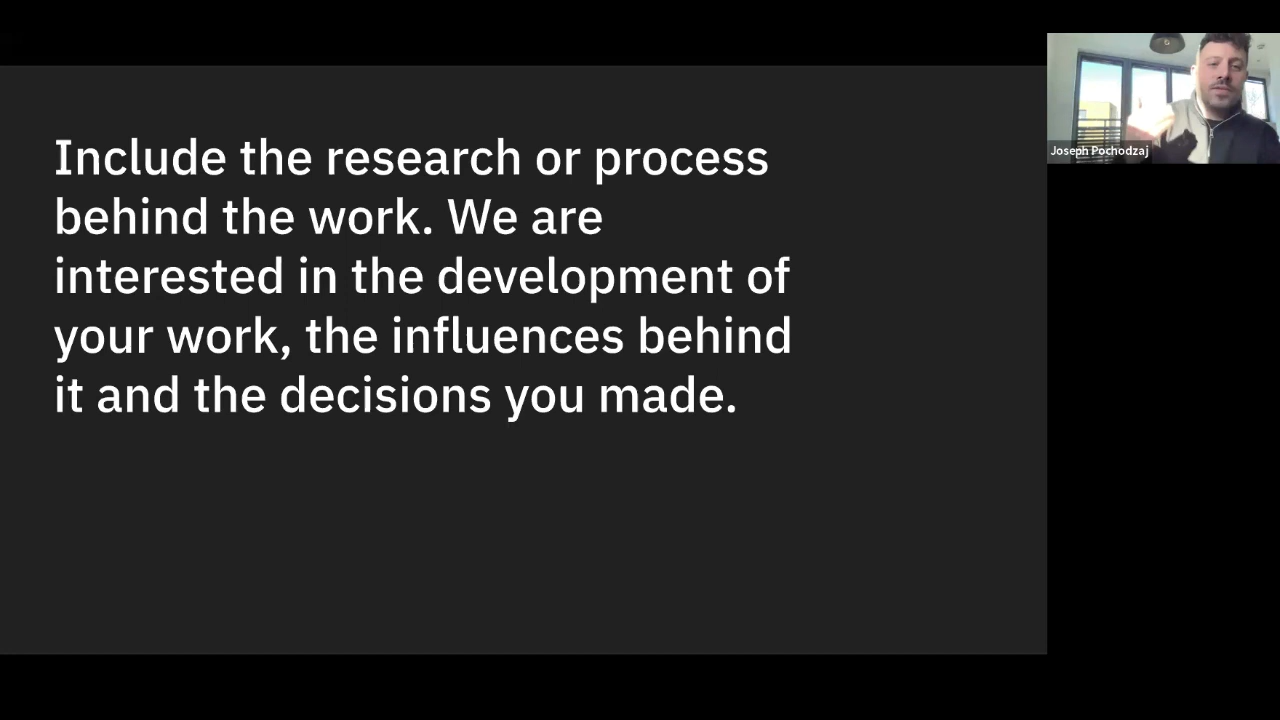 Include the research or process
behind the work. We are
interested in the development of
your work, the influences behind
it and the decisions you made.
Joseph Pochodzaj